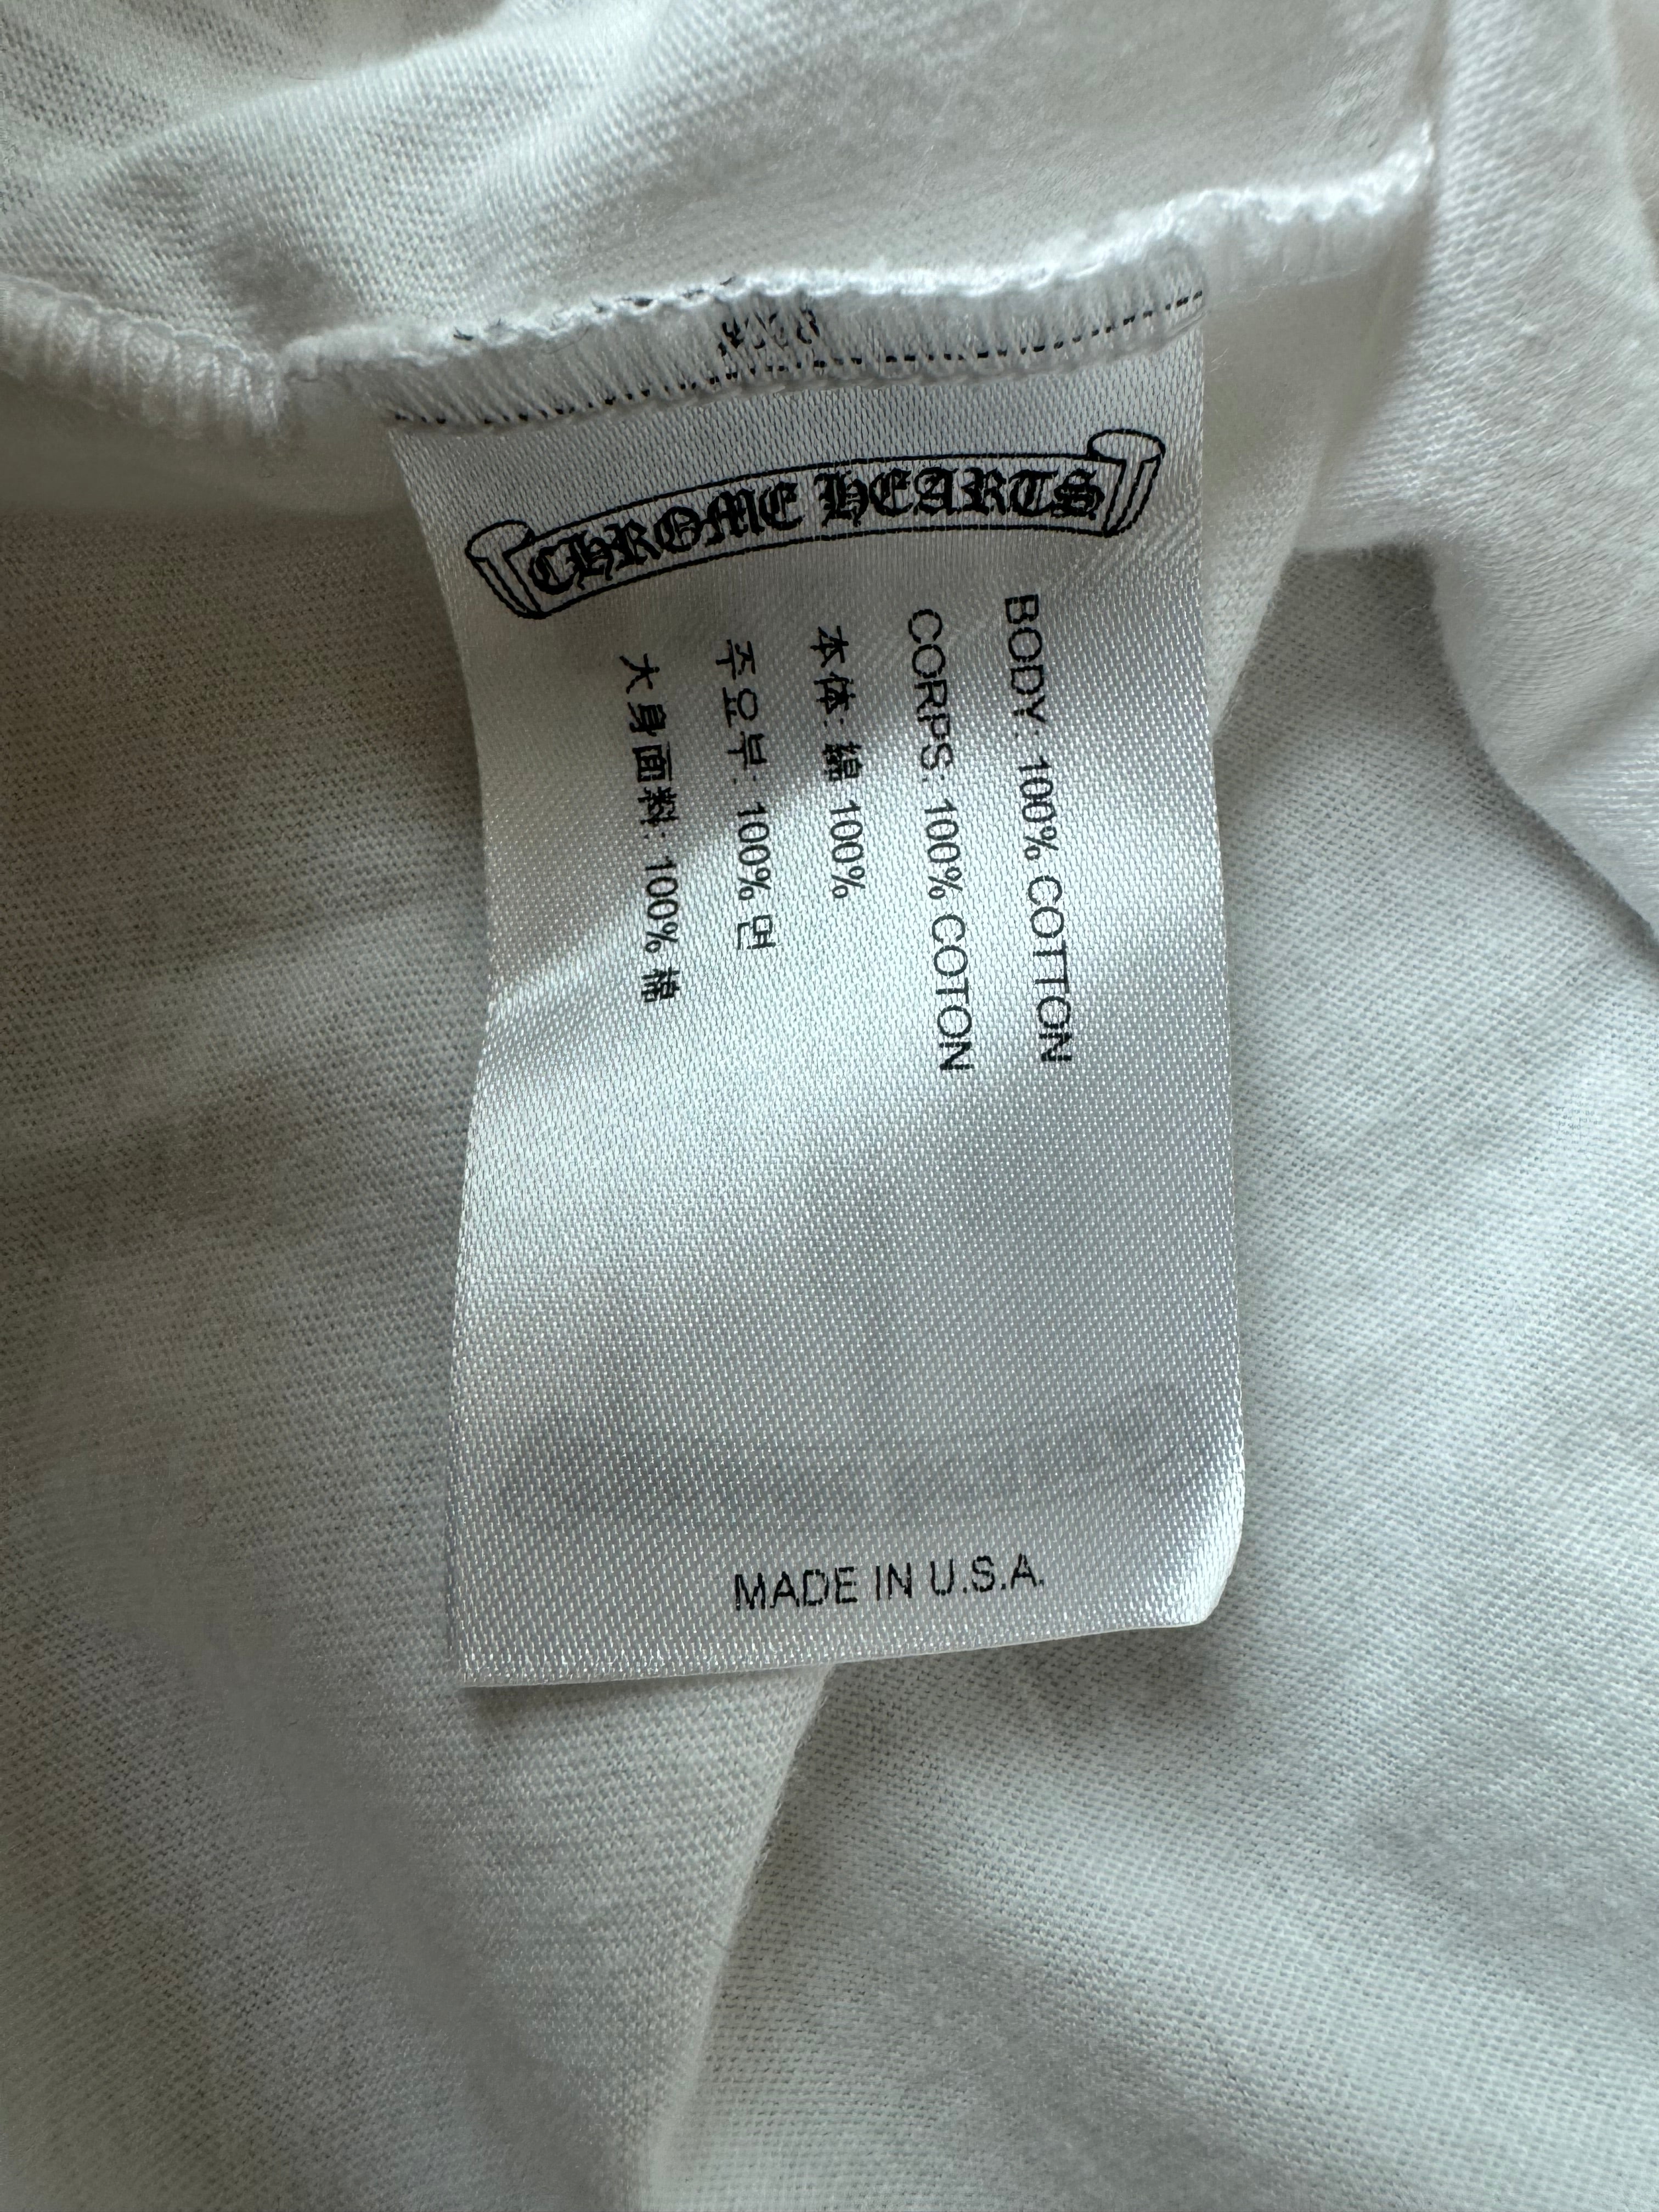 CHROME HEARTS
BODY: 100% COTTON
CORPS: 100% COTON
本体: 綿 100%
주요부: 100% 면
大身面料: 100% 棉
MADE IN U.S.A.